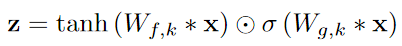 z = tanh (W_{f,k} ∗ x) ⊙ σ (W_{g,k} ∗ x)